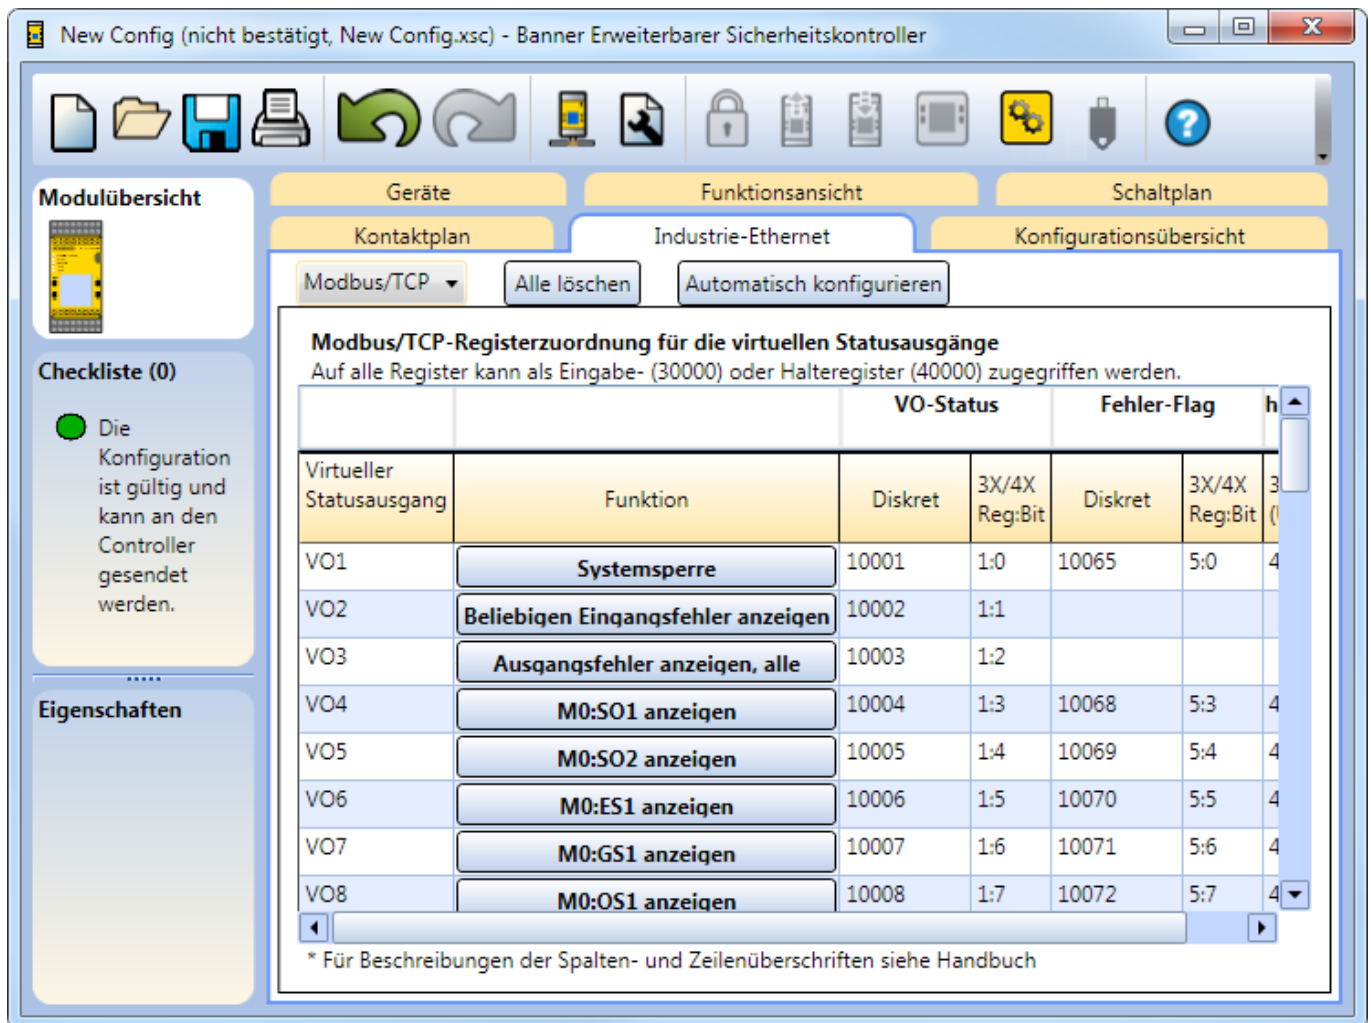 New Config (nicht bestätigt, New Config.xsc) - Banner Erweiterbarer Sicherheitskontroller
Modulübersicht
Geräte Funktionsansicht Schaltplan
Kontaktplan Industrie-Ethernet Konfigurationsübersicht
Modbus/TCP Alle löschen Automatisch konfigurieren
Checkliste (0)
Die
Konfiguration
ist gültig und
kann an den
Controller
gesendet
werden.
Eigenschaften
Modbus/TCP-Registerzuordnung für die virtuellen Statusausgänge
Auf alle Register kann als Eingabe- (30000) oder Halteregister (40000) zugegriffen werden.
VO-Status Fehler-Flag
Virtueller Statusausgang Funktion Diskret 3X/4X Reg:Bit Diskret 3X/4X Reg:Bit
VO1 Systemsperre 10001 1:0 10065 5:0 4
VO2 Beliebigen Eingangsfehler anzeigen 10002 1:1
VO3 Ausgangsfehler anzeigen, alle 10003 1:2
VO4 M0:SO1 anzeigen 10004 1:3 10068 5:3 4
VO5 M0:SO2 anzeigen 10005 1:4 10069 5:4 4
VO6 M0:ES1 anzeigen 10006 1:5 10070 5:5 4
VO7 M0:GS1 anzeigen 10007 1:6 10071 5:6 4
VO8 M0:OS1 anzeigen 10008 1:7 10072 5:7 4
* Für Beschreibungen der Spalten- und Zeilenüberschriften siehe Handbuch